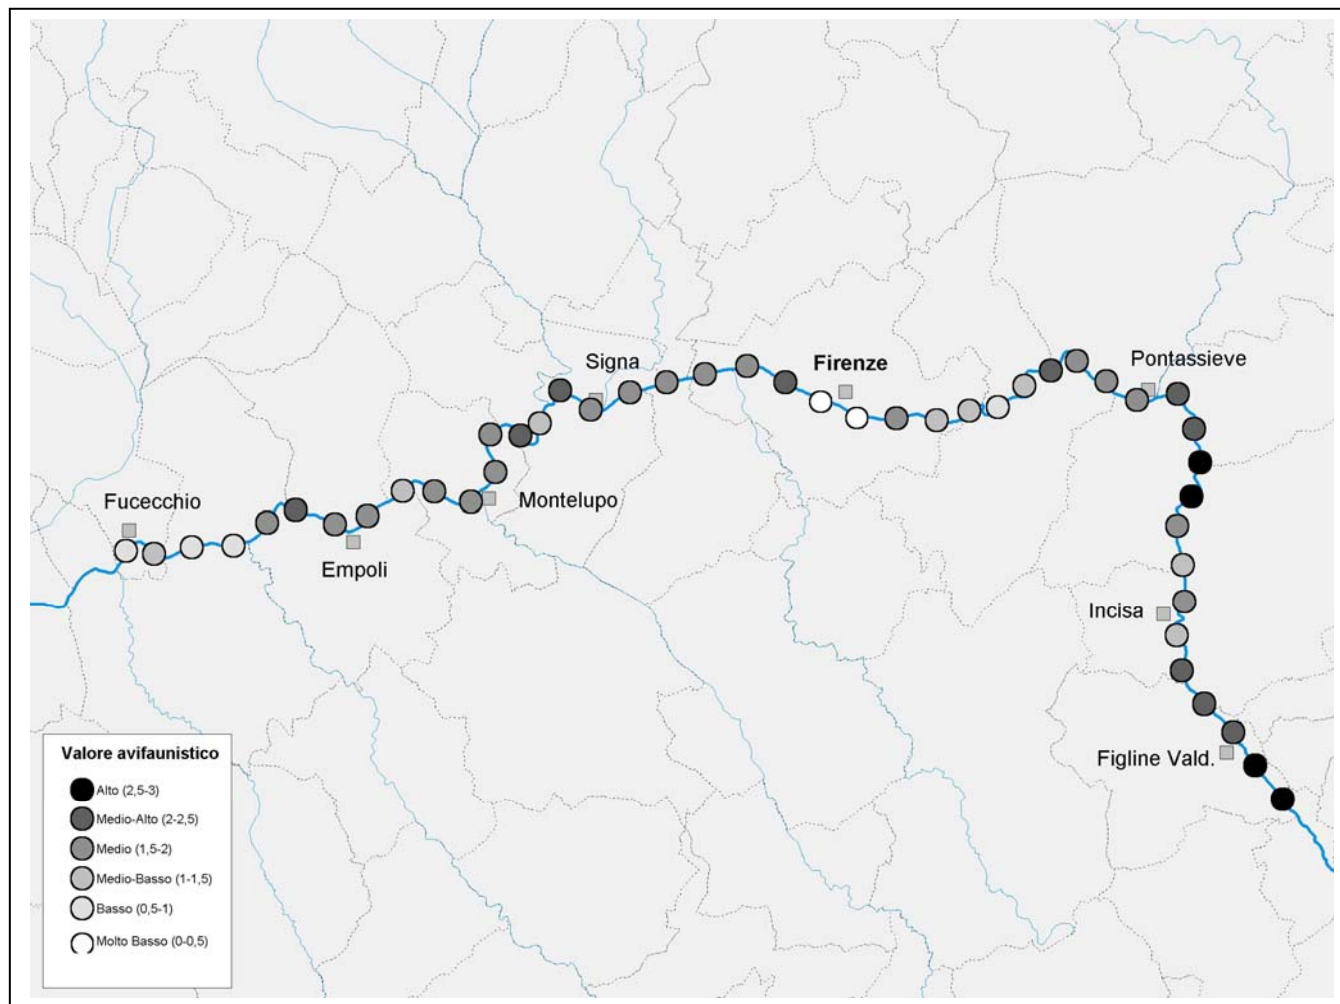 Signa
Firenze
Pontassieve
Fucecchio
Montelupo
Empoli
Incisa
Figline Vald.
Valore avifaunistico
Alto (2,5-3)
Medio-Alto (2-2,5)
Medio (1,5-2)
Medio-Basso (1-1,5)
Basso (0,5-1)
Molto Basso (0-0,5)